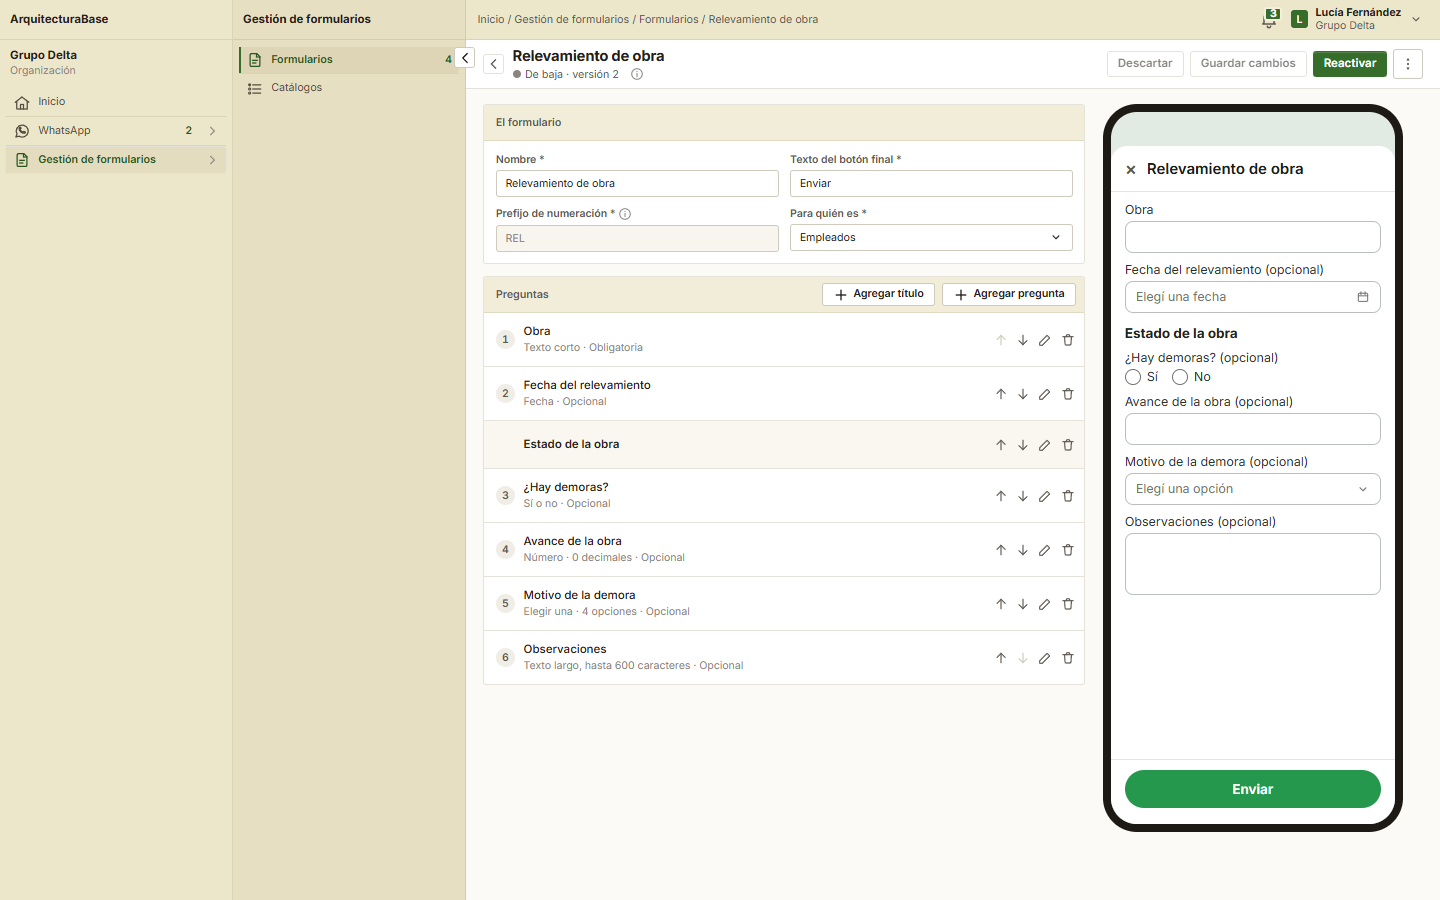 ArquitecturaBase
Grupo Delta
Organización
Inicio
WhatsApp 2
Gestión de formularios
Gestión de formularios
Formularios 4
Catálogos
Inicio / Gestión de formularios / Formularios / Relevamiento de obra
3
L
Lucía Fernández
Grupo Delta
Relevamiento de obra
De baja · versión 2
Descartar
Guardar cambios
Reactivar
El formulario
Nombre *
Relevamiento de obra
Texto del botón final *
Enviar
Prefijo de numeración *
REL
Para quién es *
Empleados
Preguntas
Agregar título
Agregar pregunta
1
Obra
Texto corto · Obligatoria
2
Fecha del relevamiento
Fecha · Opcional
Estado de la obra
3
¿Hay demoras?
Sí o no · Opcional
4
Avance de la obra
Número · 0 decimales · Opcional
5
Motivo de la demora
Elegir una · 4 opciones · Opcional
6
Observaciones
Texto largo, hasta 600 caracteres · Opcional
Relevamiento de obra
Obra
Fecha del relevamiento (opcional)
Elegí una fecha
Estado de la obra
¿Hay demoras? (opcional)
Sí No
Avance de la obra (opcional)
Motivo de la demora (opcional)
Elegí una opción
Observaciones (opcional)
Enviar